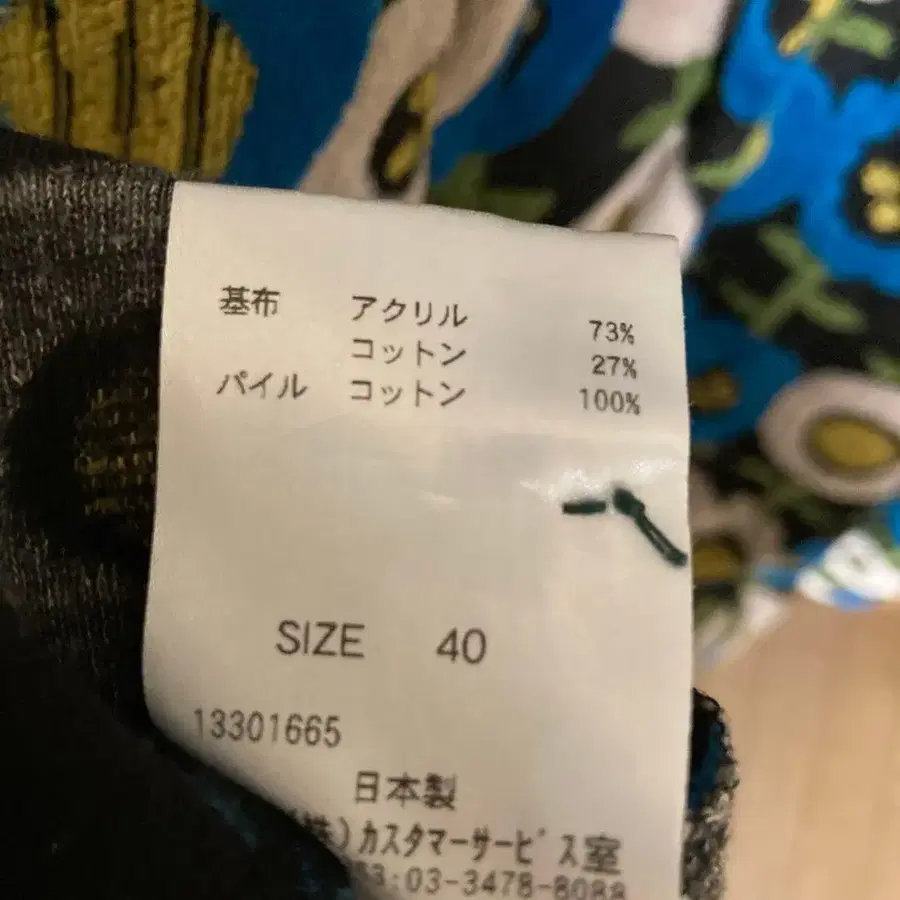 基布 アクリル 73%
コットン 27%
パイル コットン 100%
SIZE 40
13301665
日本製
株)カスタマーサービス室
:03-3478-8088